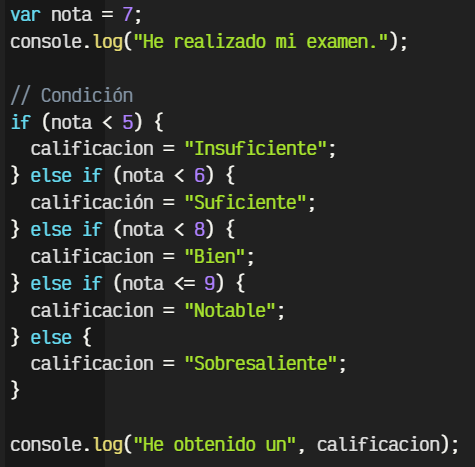 var nota = 7;
console.log("He realizado mi examen.");
// Condición
if (nota < 5) {
calificacion = "Insuficiente";
} else if (nota < 6) {
calificación = "Suficiente";
} else if (nota < 8) {
calificacion = "Bien";
} else if (nota <= 9) {
calificacion = "Notable";
} else {
calificacion = "Sobresaliente";
}
console.log("He obtenido un", calificacion);